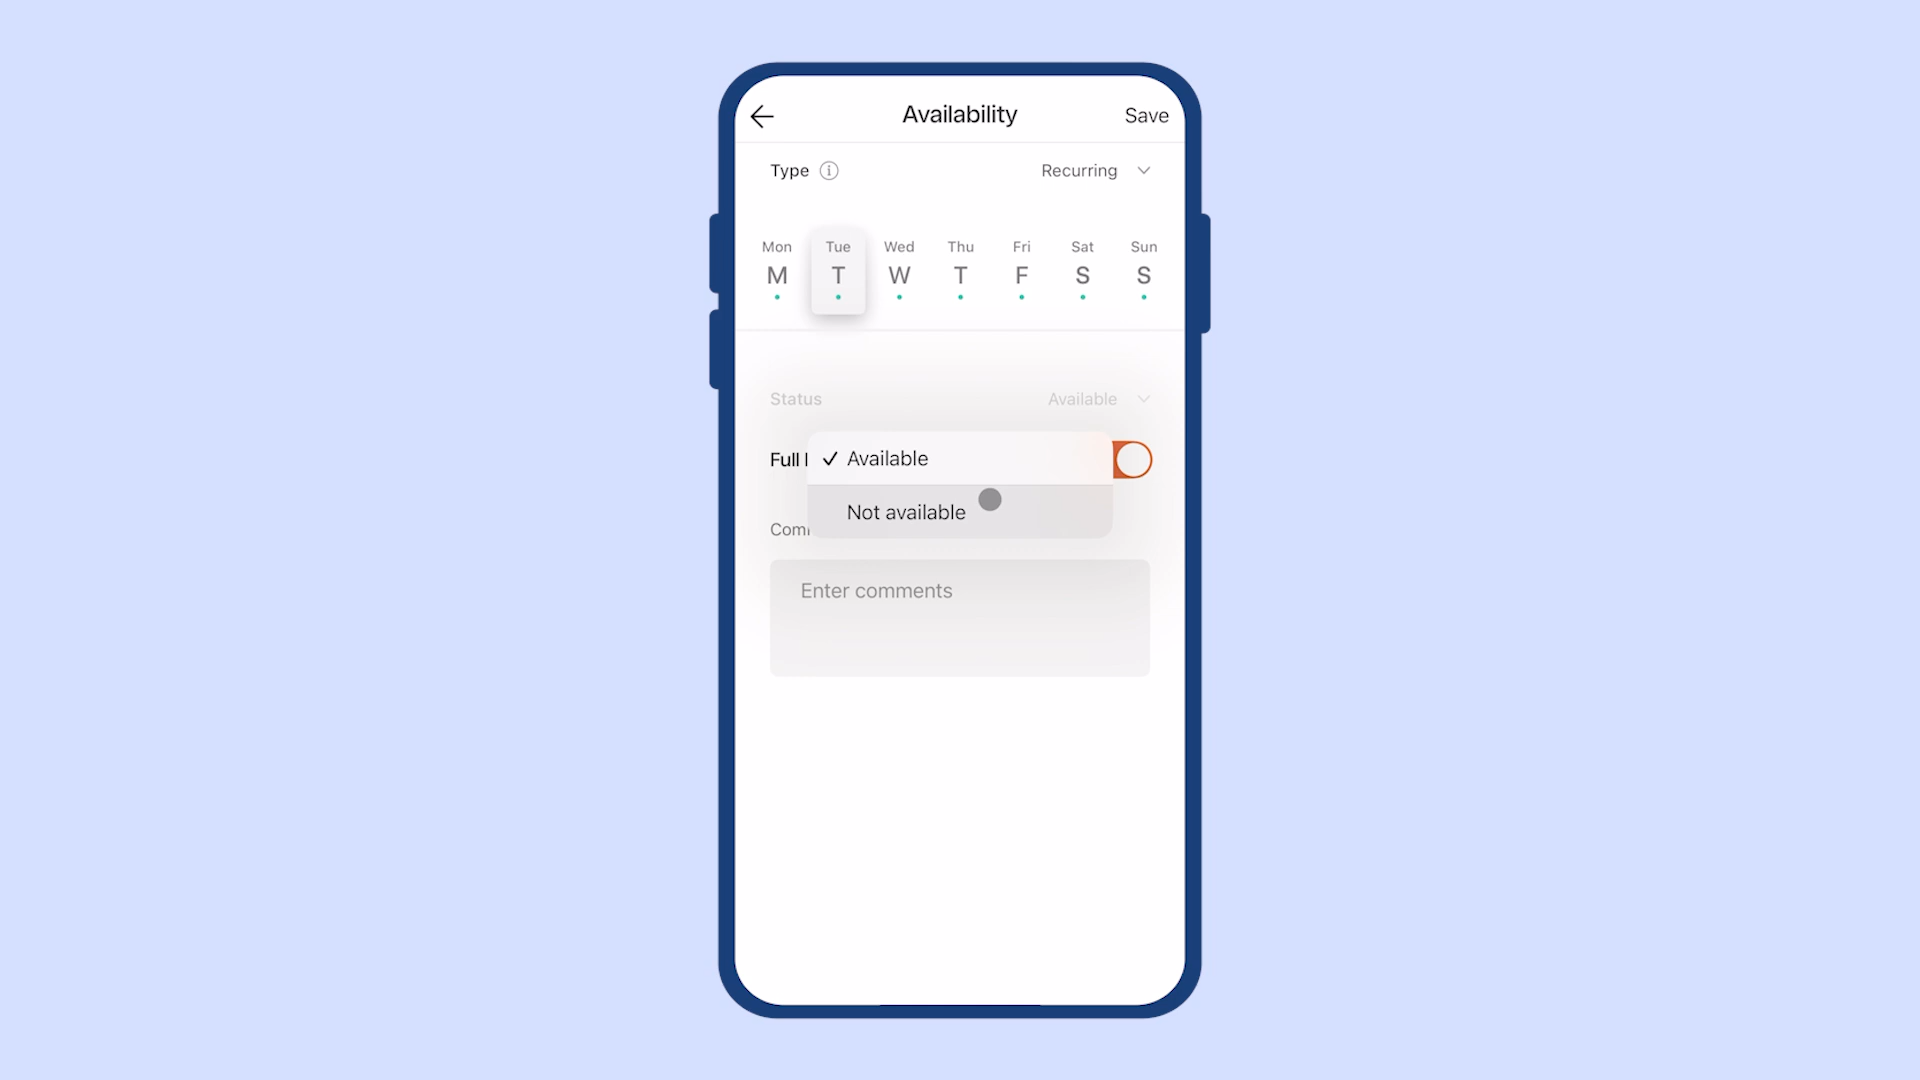 Availability
Save
Type
Recurring
Mon Tue Wed Thu Fri Sat Sun
M T W T F S S
Status
Available
Full
Available
Not available
Enter comments